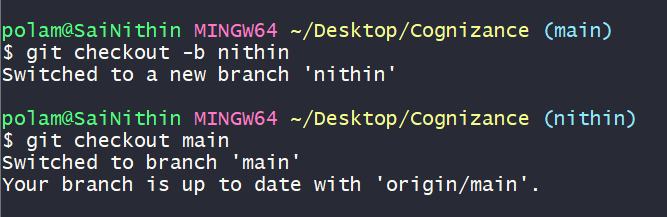 polam@SaiNithin MINGW64 ~/Desktop/Cognizance (main)
$ git checkout -b nithin
Switched to a new branch 'nithin'
polam@SaiNithin MINGW64 ~/Desktop/Cognizance (nithin)
$ git checkout main
Switched to branch 'main'
Your branch is up to date with 'origin/main'.